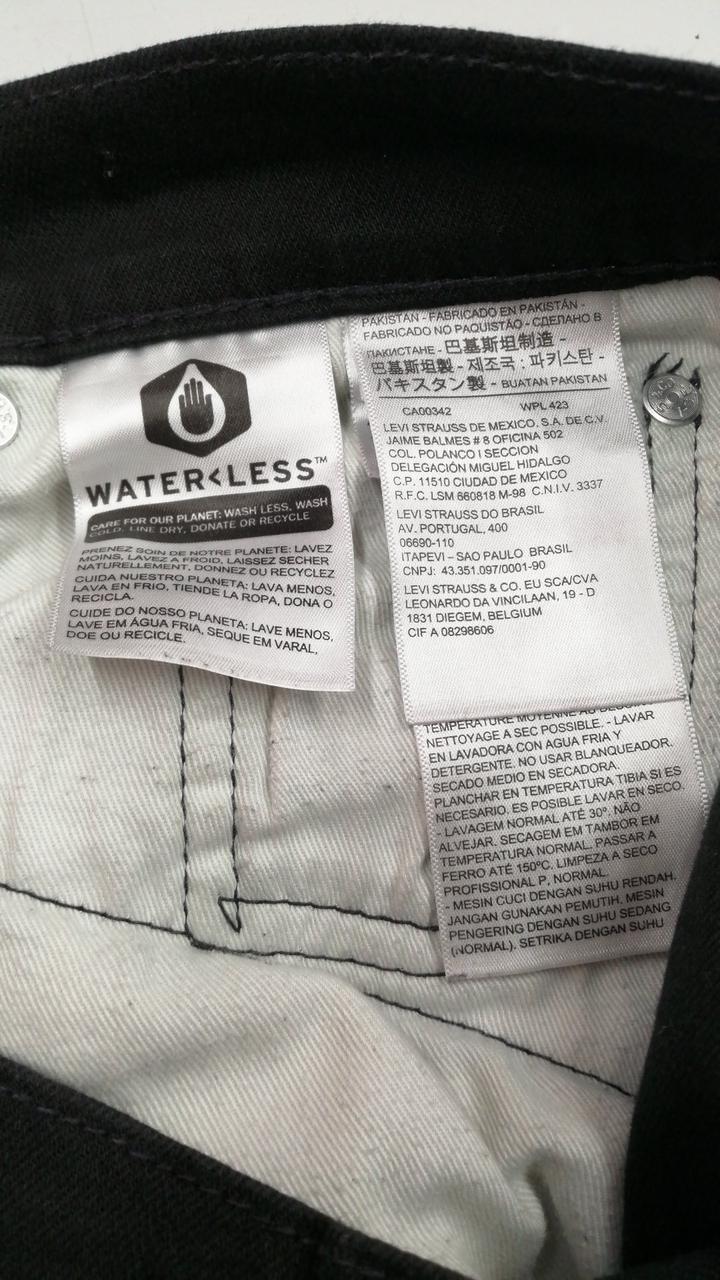 WATER<LESS™
CARE FOR OUR PLANET: WASH LESS, WASH
COLD, LINE DRY, DONATE OR RECYCLE
PRENEZ SOIN DE NOTRE PLANETE: LAVEZ
MOINS, LAVEZ A FROID, LAISSEZ SECHER
NATURELLEMENT, DONNEZ OU RECYCLEZ
CUIDA NUESTRO PLANETA: LAVA MENOS,
LAVA EN FRIO, TIENDE LA ROPA, DONA O
RECICLA.
CUIDE DO NOSSO PLANETA: LAVE MENOS,
LAVE EM ÁGUA FRIA, SEQUE EM VARAL,
DOE OU RECICLE.
PAKISTAN - FABRICADO EN PAKISTÁN -
FABRICADO NO PAQUISTÃO - СДЕЛАНО В
ПАКИСТАНЕ - 巴基斯坦制造 -
巴基斯坦製 - 제조국 : 파키스탄 -
パキスタン製 - BUATAN PAKISTAN
CA00342 WPL 423
LEVI STRAUSS DE MEXICO, S.A. DE C.V.
JAIME BALMES # 8 OFICINA 502
COL. POLANCO I SECCION
DELEGACIÓN MIGUEL HIDALGO
C.P. 11510 CIUDAD DE MEXICO
R.F.C. LSM 660818 M-98 C.N.I.V. 3337
LEVI STRAUSS DO BRASIL
AV. PORTUGAL, 400
06690-110
ITAPEVI – SAO PAULO BRASIL
CNPJ: 43.351.097/0001-90
LEVI STRAUSS & CO. EU SCA/CVA
LEONARDO DA VINCILAAN, 19 - D
1831 DIEGEM, BELGIUM
CIF A 08298606
TEMPÉRATURE MOYENNE AU
NETTOYAGE A SEC POSSIBLE. - LAVAR
EN LAVADORA CON AGUA FRIA Y
DETERGENTE. NO USAR BLANQUEADOR.
SECADO MEDIO EN SECADORA.
PLANCHAR EN TEMPERATURA TIBIA SI ES
NECESARIO. ES POSIBLE LAVAR EN SECO.
- LAVAGEM NORMAL ATÉ 30º. NÃO
ALVEJAR. SECAGEM EM TAMBOR EM
TEMPERATURA NORMAL. PASSAR A
FERRO ATÉ 150ºC. LIMPEZA A SECO
PROFISSIONAL P, NORMAL.
- MESIN CUCI DENGAN SUHU RENDAH.
JANGAN GUNAKAN PEMUTIH. MESIN
PENGERING DENGAN SUHU SEDANG
(NORMAL). SETRIKA DENGAN SUHU